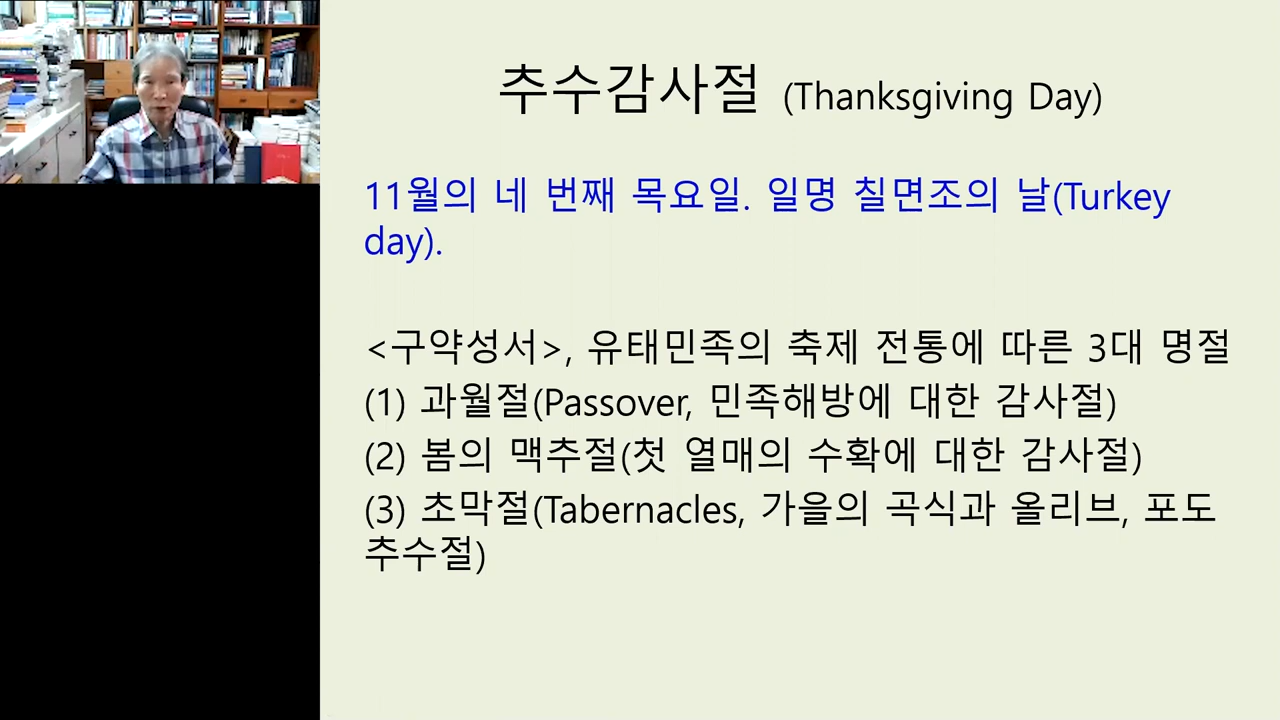 추수감사절 (Thanksgiving Day)
11월의 네 번째 목요일. 일명 칠면조의 날(Turkey
day).
<구약성서>, 유태민족의 축제 전통에 따른 3대 명절
(1) 과월절(Passover, 민족해방에 대한 감사절)
(2) 봄의 맥추절(첫 열매의 수확에 대한 감사절)
(3) 초막절(Tabernacles, 가을의 곡식과 올리브, 포도
추수절)